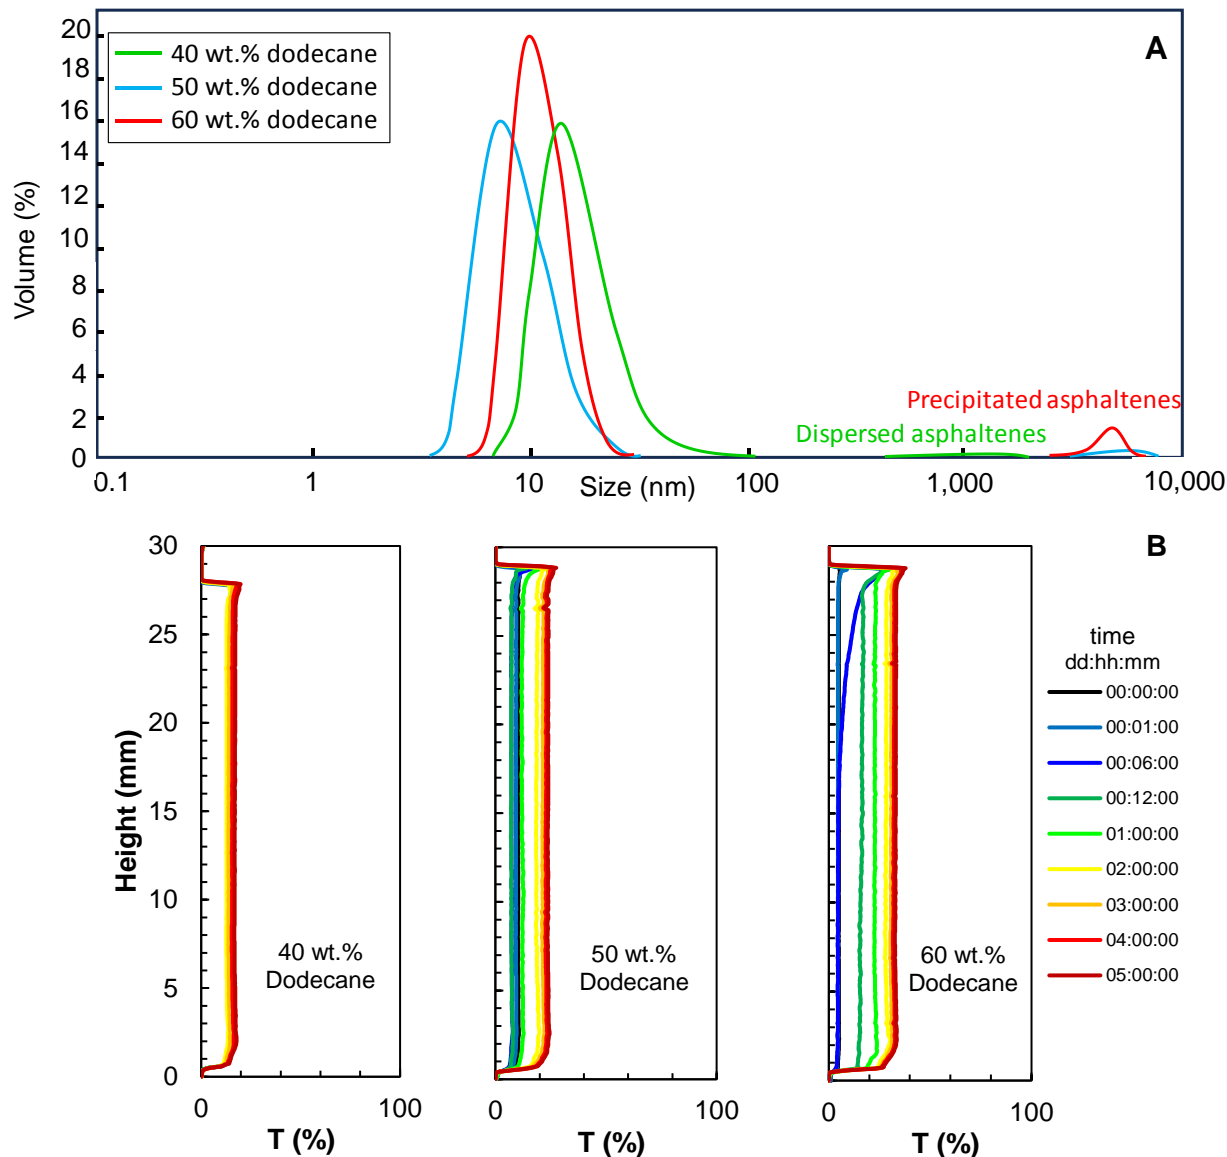 A
40 wt.% dodecane
50 wt.% dodecane
60 wt.% dodecane
20
18
16
14
12
10
8
6
4
2
0
Volume (%)
Precipitated asphaltenes
Dispersed asphaltenes
0.1
1
10
100
1,000
10,000
Size (nm)
B
30
25
20
15
10
5
0
Height (mm)
40 wt.%
Dodecane
0
100
T (%)
50 wt.%
Dodecane
0
100
T (%)
60 wt.%
Dodecane
0
100
T (%)
time
dd:hh:mm
00:00:00
00:01:00
00:06:00
00:12:00
01:00:00
02:00:00
03:00:00
04:00:00
05:00:00